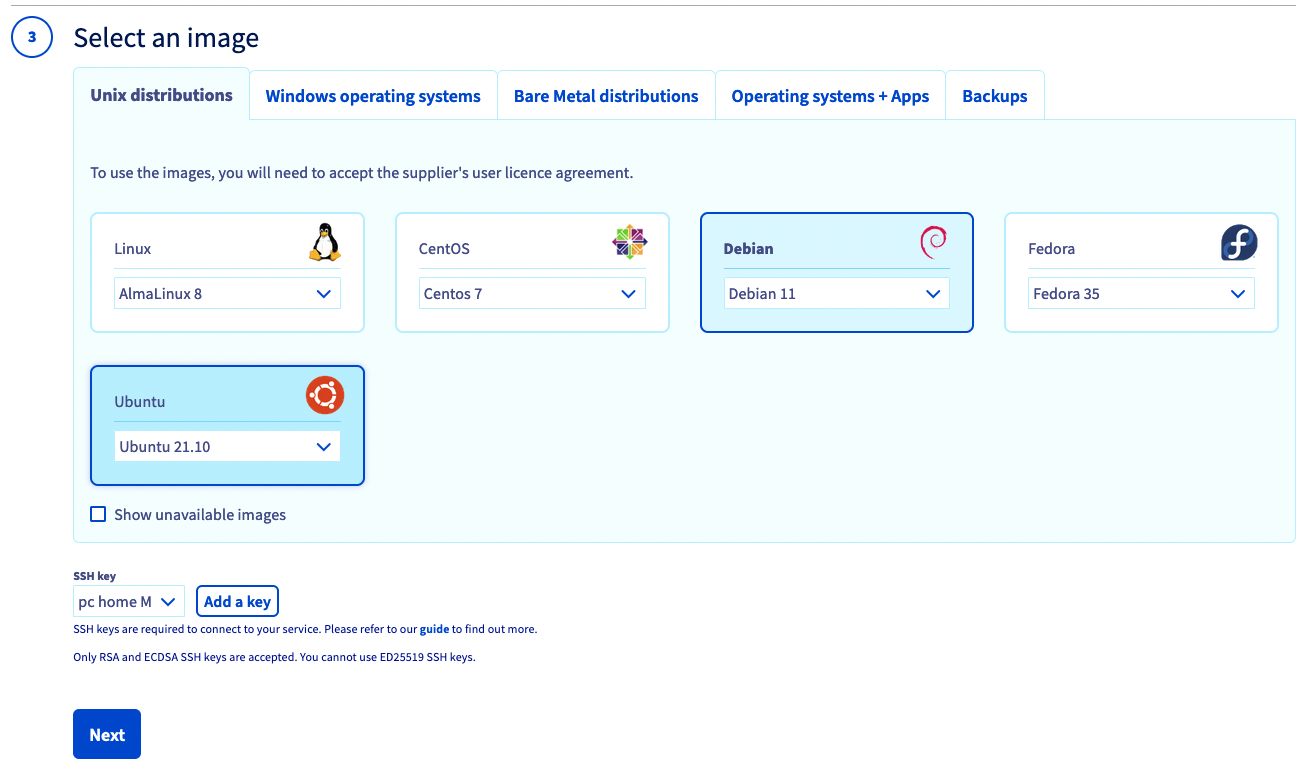 3
Select an image
Unix distributions Windows operating systems Bare Metal distributions Operating systems + Apps Backups
To use the images, you will need to accept the supplier's user licence agreement.
Linux CentOS Debian Fedora
AlmaLinux 8 Centos 7 Debian 11 Fedora 35
Ubuntu
Ubuntu 21.10
Show unavailable images
SSH key
pc home M Add a key
SSH keys are required to connect to your service. Please refer to our guide to find out more.
Only RSA and ECDSA SSH keys are accepted. You cannot use ED25519 SSH keys.
Next